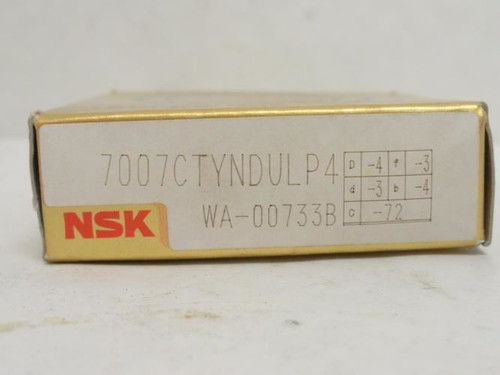 7007CTYNDULP4
WA-00733B
D -4 f -3
d -3 b -4
a -72
NSK